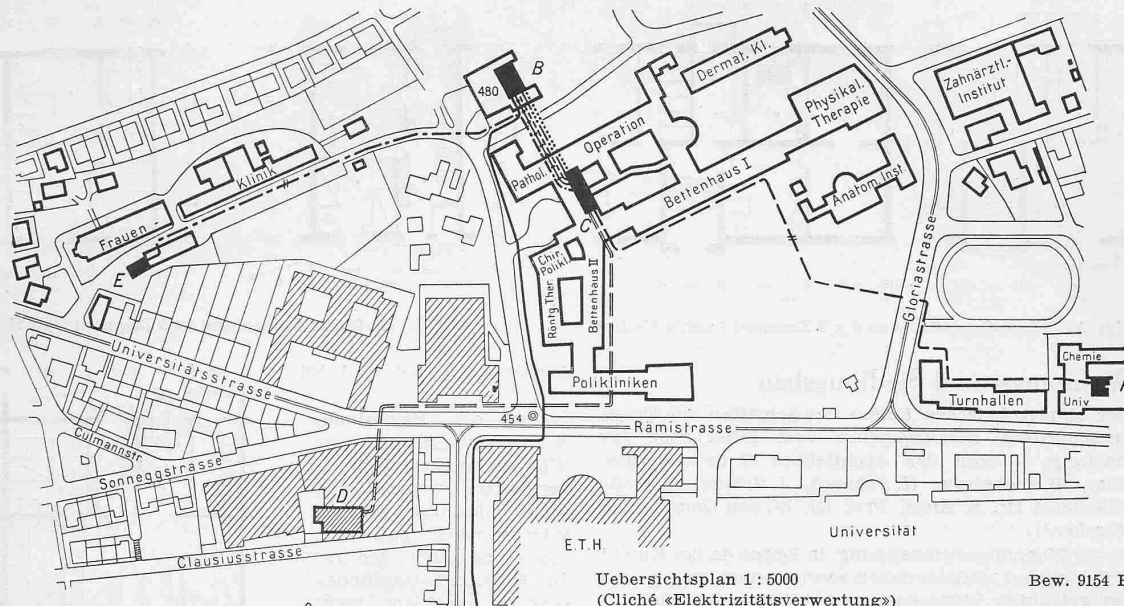 B
480
Dermat. Kl.
Zahnärztl.-
Institut
Physikal.
Therapie
Operation
Pathol.
Klinik
Bettenhaus I
Anatom. Inst.
Frauen-
C
E
Chir.
Polikl.
Röntg. Ther.
Bettenhaus II
Gloriastrasse
Universitätsstrasse
Chemie
A
Polikliniken
Turnhallen
Univ
454
Rämistrasse
Culmannstr.
Sonneggstrasse
D
Clausiusstrasse
E.T.H.
Universität
Uebersichtsplan 1 : 5000
(Cliché «Elektrizitätsverwertung»)
Bew. 9154 B